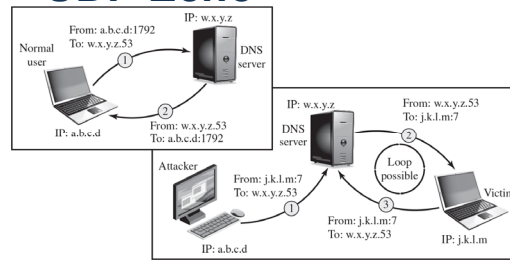 IP: w.x.y.z
From: a.b.c.d:1792
To: w.x.y.z.53
Normal
user
DNS
server
1
2
IP: a.b.c.d
From: w.x.y.z.53
To: a.b.c.d:1792
IP: w.x.y.z
From: w.x.y.z.53
To: j.k.l.m:7
DNS
server
2
Attacker
Loop
possible
From: j.k.l.m:7
To: w.x.y.z.53
1
3
Victim
From: j.k.l.m:7
To: w.x.y.z.53
IP: a.b.c.d
IP: j.k.l.m